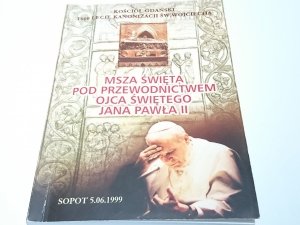 KOŚCIÓŁ GDAŃSKI
1000-LECIE KANONIZACJI ŚW. WOJCIECHA
MSZA ŚWIĘTA
POD PRZEWODNICTWEM
OJCA ŚWIĘTEGO
JANA PAWŁA II
SOPOT 5.06.1999